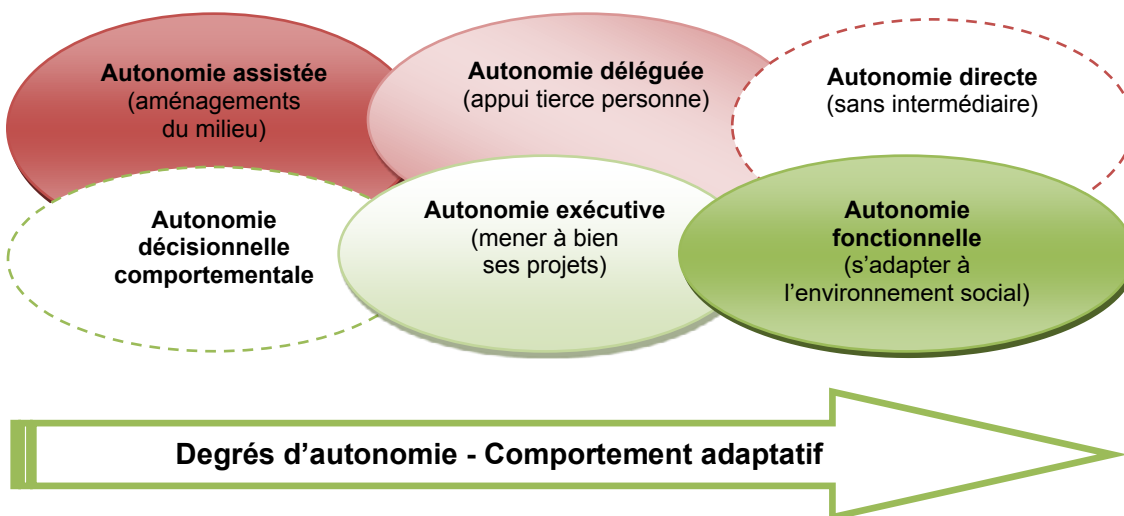 Autonomie assistée
(aménagements
du milieu)
Autonomie déléguée
(appui tierce personne)
Autonomie directe
(sans intermédiaire)
Autonomie
décisionnelle
comportementale
Autonomie exécutive
(mener à bien
ses projets)
Autonomie
fonctionnelle
(s’adapter à
l’environnement social)
Degrés d’autonomie - Comportement adaptatif